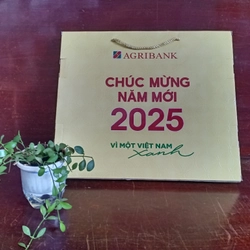 AGRIBANK
CHÚC MỪNG
NĂM MỚI
2025
VÌ MỘT VIỆT NAM
xanh